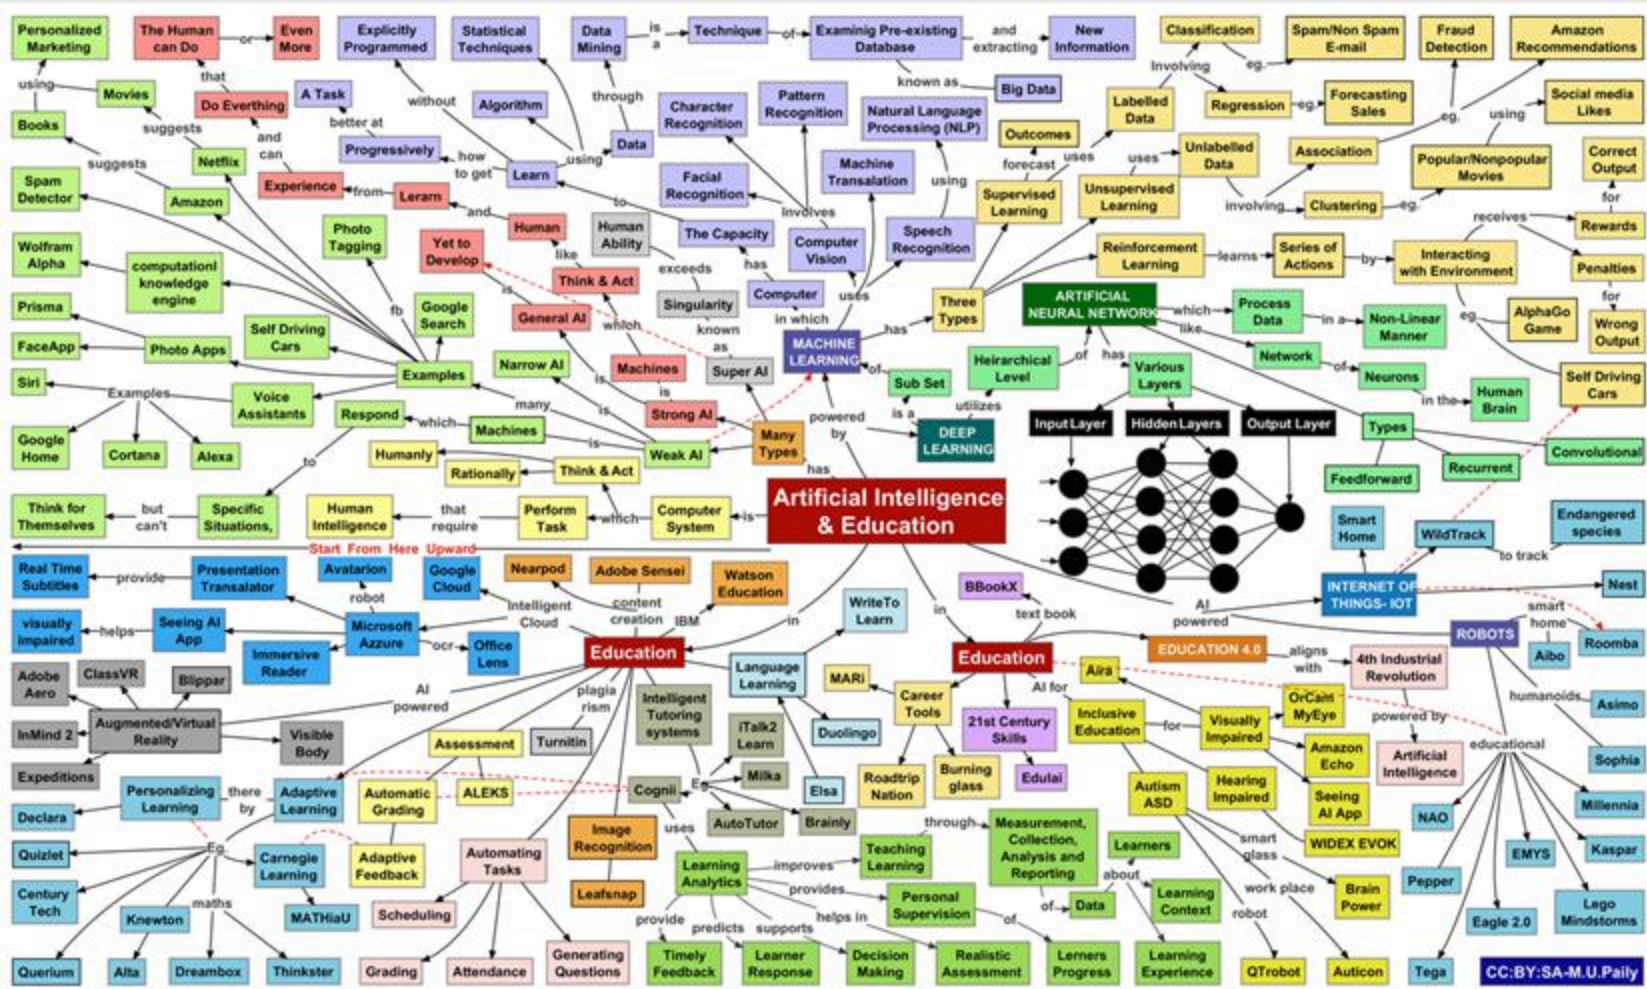 Personalized
Marketing
The Human
can Do
or
Even
More
Explicitly
Programmed
Statistical
Techniques
Data
Mining
is
a
Technique
of
Examinig Pre-existing
Database
and
extracting
New
Information
Classification
Spam/Non Spam
E-mail
Fraud
Detection
Amazon
Recommendations
using
Movies
that
Do Everthing
A Task
without
Algorithm
through
known as
Big Data
Involving
eg.
Books
suggests
and
can
better at
Progressively
Character
Recognition
Pattern
Recognition
Natural Language
Processing (NLP)
Labelled
Data
Regression
eg.
Forecasting
Sales
eg.
using
Social media
Likes
suggests
Netflix
how
to get
Learn
using
Data
Outcomes
forecast
uses
uses
Unlabelled
Data
Association
Popular/Nonpopular
Movies
Correct
Output
Spam
Detector
Amazon
Experience
from
Lerarn
Facial
Recognition
Machine
Transalation
using
Supervised
Learning
Unsupervised
Learning
involving
Clustering
eg.
for
and
Human
to
Human
Ability
The Capacity
Involves
receives
Rewards
Photo
Tagging
Yet to
Develop
like
Computer
Vision
Speech
Recognition
Reinforcement
Learning
learns
Series of
Actions
by
Interacting
with Environment
Penalties
Wolfram
Alpha
computationl
knowledge
engine
is
Think & Act
exceeds
has
Computer
uses
for
Prisma
fb
Google
Search
General AI
which
Singularity
known
as
in which
has
Three
Types
ARTIFICIAL
NEURAL NETWORK
which
like
Process
Data
in a
Non-Linear
Manner
eg
AlphaGo
Game
Wrong
Output
FaceApp
Photo Apps
Self Driving
Cars
MACHINE
LEARNING
of
has
Network
of
Siri
Examples
Examples
Narrow AI
is
Machines
Super AI
of
Sub Set
Heirarchical
Level
Various
Layers
Neurons
Self Driving
Cars
Voice
Assistants
Respond
which
many
is
is
Strong AI
is a
utilizes
in the
Human
Brain
Google
Home
Cortana
Alexa
Machines
is
Weak AI
Many
Types
powered
by
DEEP
LEARNING
Input Layer
Hidden Layers
Output Layer
Types
Convolutional
to
Humanly
Rationally
Think & Act
has
Feedforward
Recurrent
Think for
Themselves
but
can't
Specific
Situations,
Human
Intelligence
that
require
Perform
Task
which
Computer
System
is
Artificial Intelligence
& Education
Smart
Home
WildTrack
Endangered
species
to track
Start From Here Upward
Real Time
Subtitles
provide
Presentation
Transalator
Avatarion
robot
Google
Cloud
Nearpod
Adobe Sensei
Watson
Education
BBookX
INTERNET OF
THINGS- IOT
Nest
Intelligent
Cloud
content
creation
IBM
in
WriteTo
Learn
in
text book
AI
powered
smart
home
visually
impaired
helps
Seeing AI
App
Microsoft
Azzure
ocr
Office
Lens
Immersive
Reader
Education
Education
EDUCATION 4.0
aligns
with
4th Industrial
Revolution
ROBOTS
Aibo
Roomba
Adobe
Aero
ClassVR
Blippar
AI
powered
plagia
rism
Intelligent
Tutoring
systems
Language
Learning
MARi
Career
Tools
AI for
Aira
OrCam
MyEye
powered by
humanoids
Asimo
InMind 2
Augmented/Virtual
Reality
Visible
Body
Assessment
Turnitin
iTalk2
Learn
Duolingo
21st Century
Skills
Inclusive
Education
for
Visually
Impaired
Amazon
Echo
Artificial
Intelligence
educational
Sophia
Expeditions
Personalizing
Learning
there
by
Adaptive
Learning
Automatic
Grading
ALEKS
Cognii
Eg
Milka
Elsa
Roadtrip
Nation
Burning
glass
Edulai
Autism
ASD
Hearing
Impaired
Seeing
AI App
Millennia
Declara
uses
AutoTutor
Brainly
through
Measurement,
Collection,
Analysis and
Reporting
smart
glass
WIDEX EVOK
NAO
Quizlet
Eg.
Carnegie
Learning
Adaptive
Feedback
Automating
Tasks
Image
Recognition
Learning
Analytics
improves
Teaching
Learning
Learners
about
EMYS
Kaspar
Century
Tech
Knewton
maths
MATHiaU
Scheduling
Leafsnap
provides
Personal
Supervision
of
of
Data
Learning
Context
work place
robot
Brain
Power
Pepper
Eagle 2.0
Lego
Mindstorms
provide
predicts
supports
helps in
Querium
Alta
Dreambox
Thinkster
Grading
Attendance
Generating
Questions
Timely
Feedback
Learner
Response
Decision
Making
Realistic
Assessment
Lerners
Progress
Learning
Experience
QTrobot
Auticon
Tega
CC:BY:SA-M.U.Paily